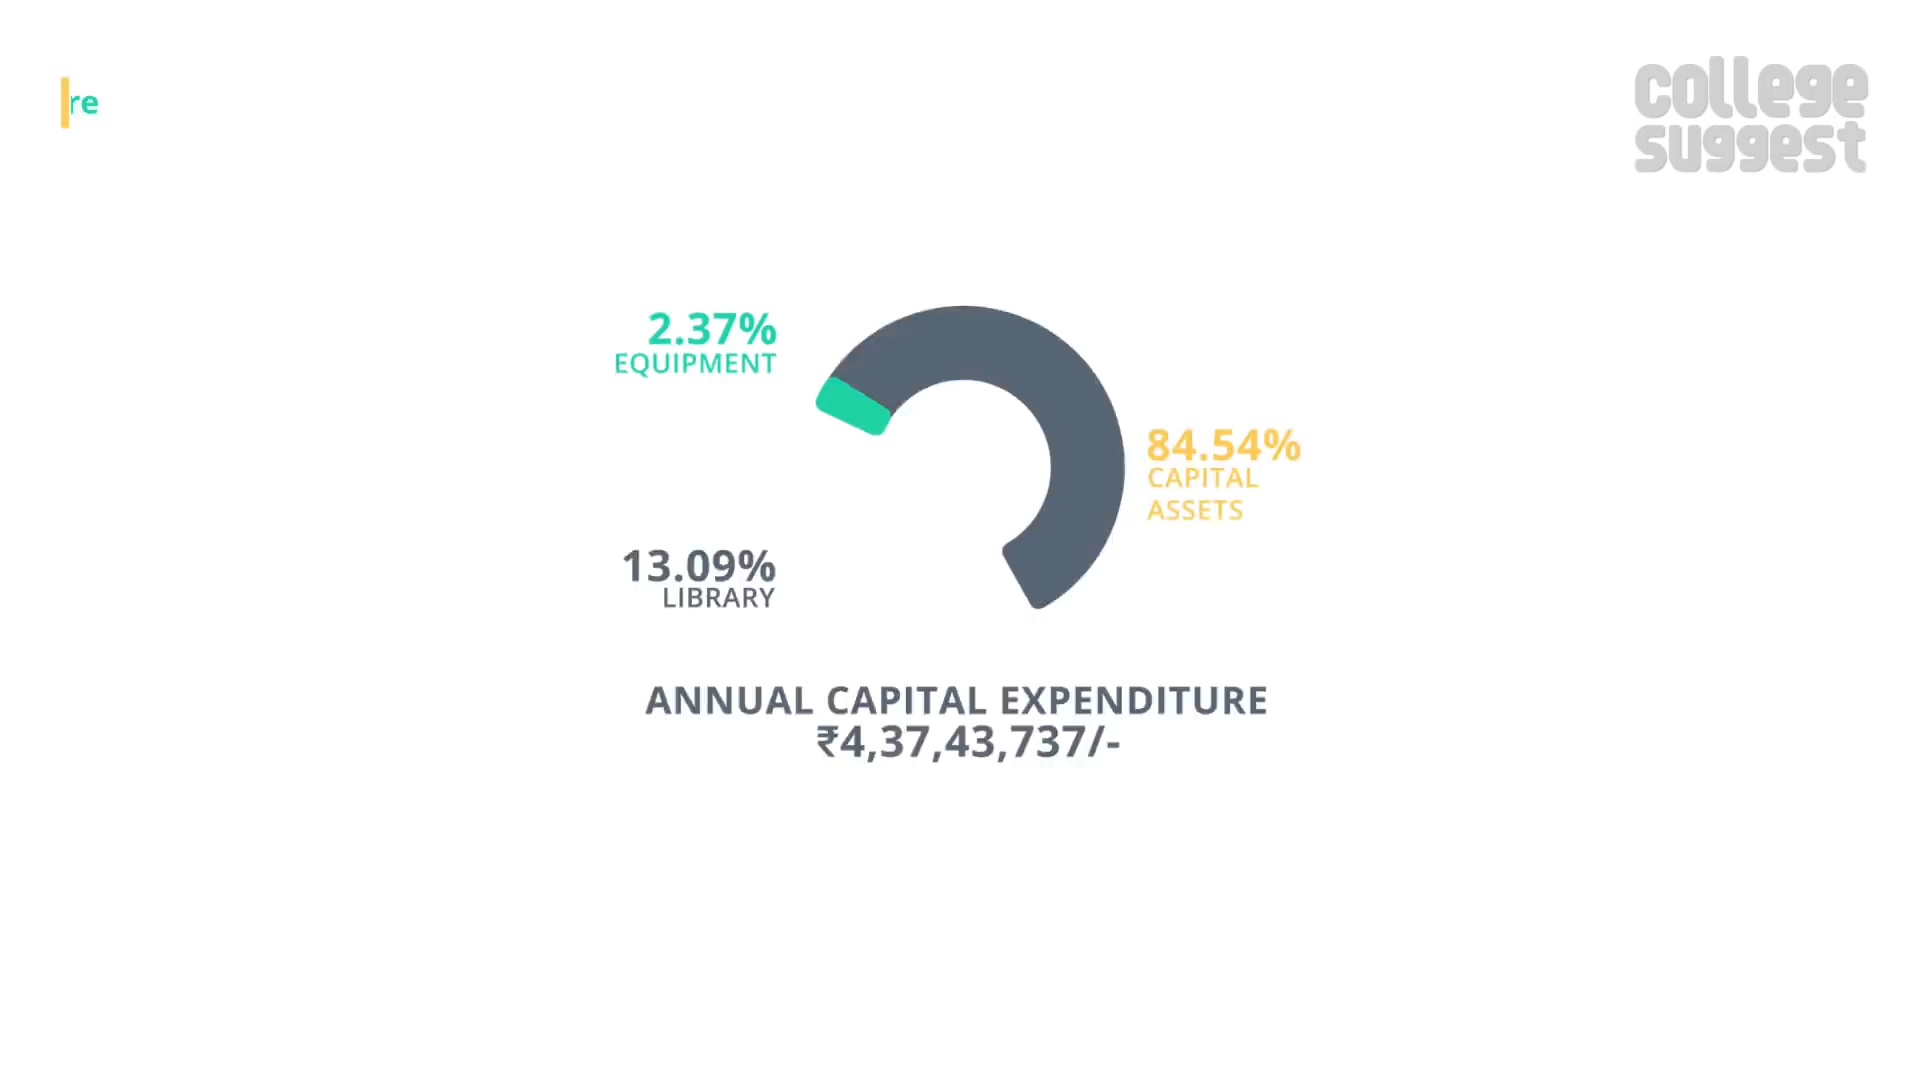 re
college
suggest
2.37%
EQUIPMENT
84.54%
CAPITAL
ASSETS
13.09%
LIBRARY
ANNUAL CAPITAL EXPENDITURE
₹4,37,43,737/-